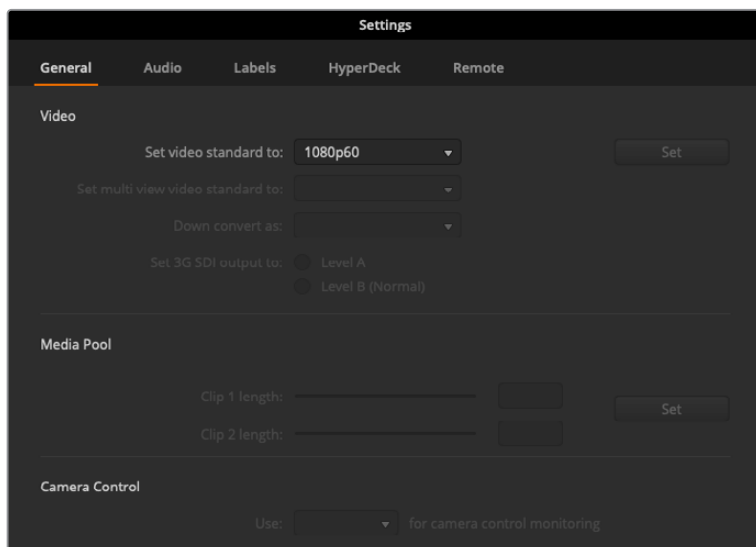 Settings
General Audio Labels HyperDeck Remote
Video
Set video standard to: 1080p60 Set
Set multi view video standard to:
Down convert as:
Set 3G SDI output to: Level A
Level B (Normal)
Media Pool
Clip 1 length:
Set
Clip 2 length:
Camera Control
Use: for camera control monitoring